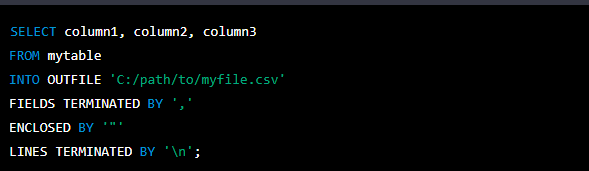 SELECT column1, column2, column3
FROM mytable
INTO OUTFILE 'C:/path/to/myfile.csv'
FIELDS TERMINATED BY ','
ENCLOSED BY '"'
LINES TERMINATED BY '\n';